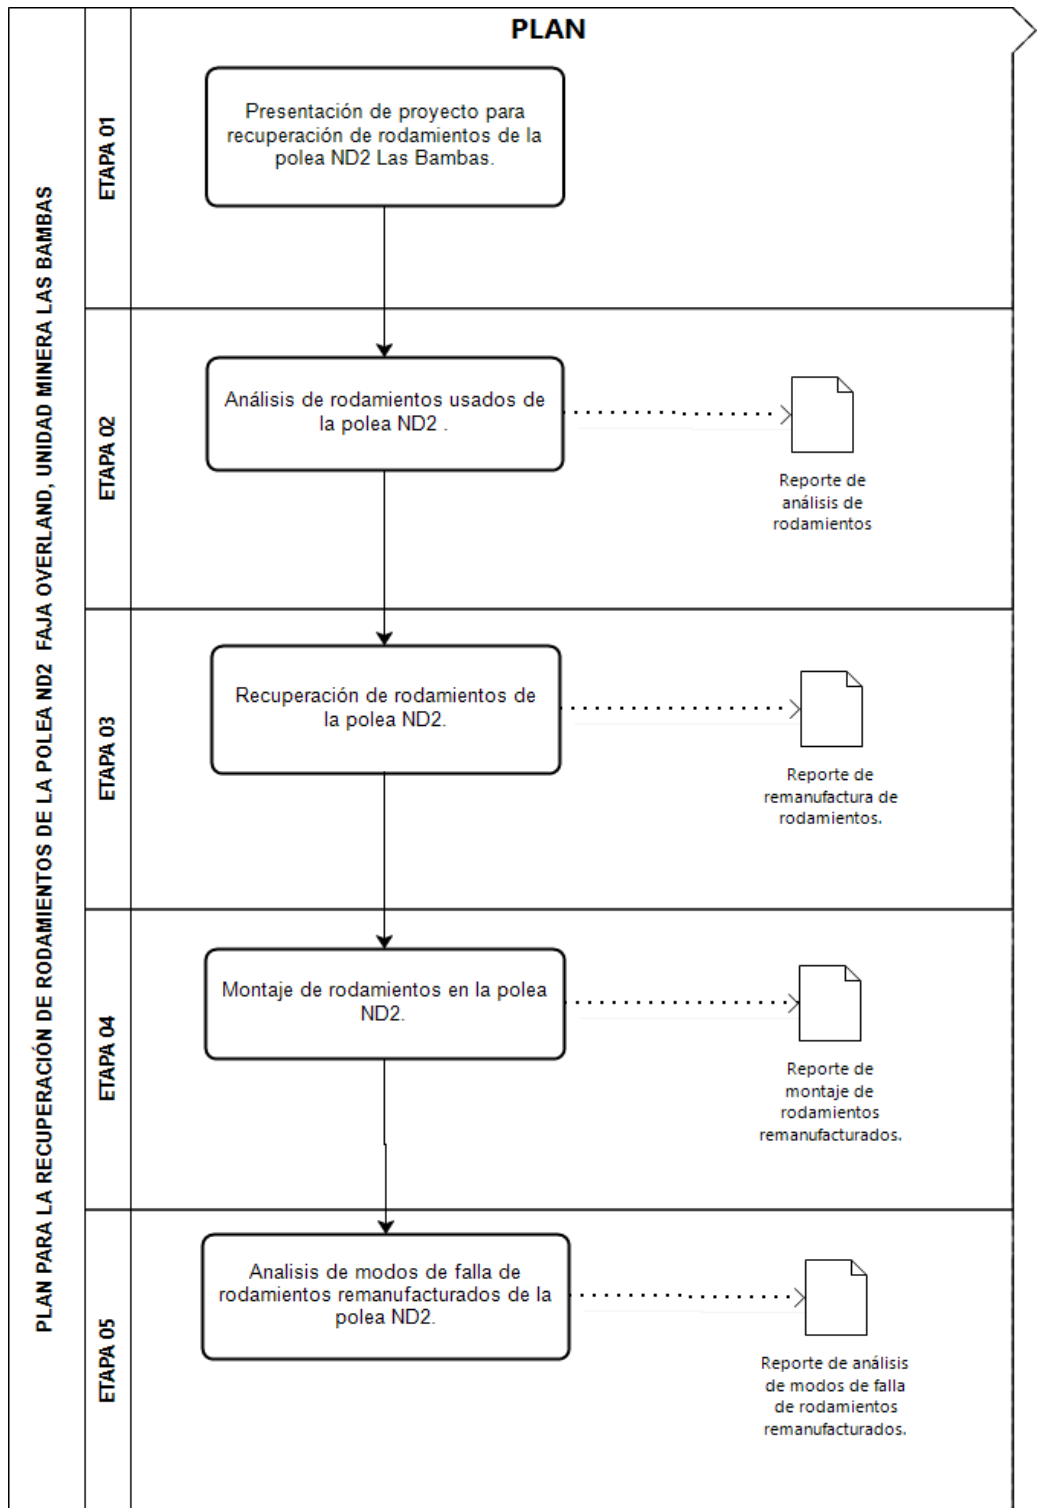 PLAN
PLAN PARA LA RECUPERACIÓN DE RODAMIENTOS DE LA POLEA ND2  FAJA OVERLAND, UNIDAD MINERA LAS BAMBAS
ETAPA 01
Presentación de proyecto para
recuperación de rodamientos de la
polea ND2 Las Bambas.
ETAPA 02
Análisis de rodamientos usados de
la polea ND2 .
Reporte de
análisis de
rodamientos
ETAPA 03
Recuperación de rodamientos de
la polea ND2.
Reporte de
remanufactura de
rodamientos.
ETAPA 04
Montaje de rodamientos en la polea
ND2.
Reporte de
montaje de
rodamientos
remanufacturados.
ETAPA 05
Analisis de modos de falla de
rodamientos remanufacturados de la
polea ND2.
Reporte de análisis
de modos de falla
de rodamientos
remanufacturados.